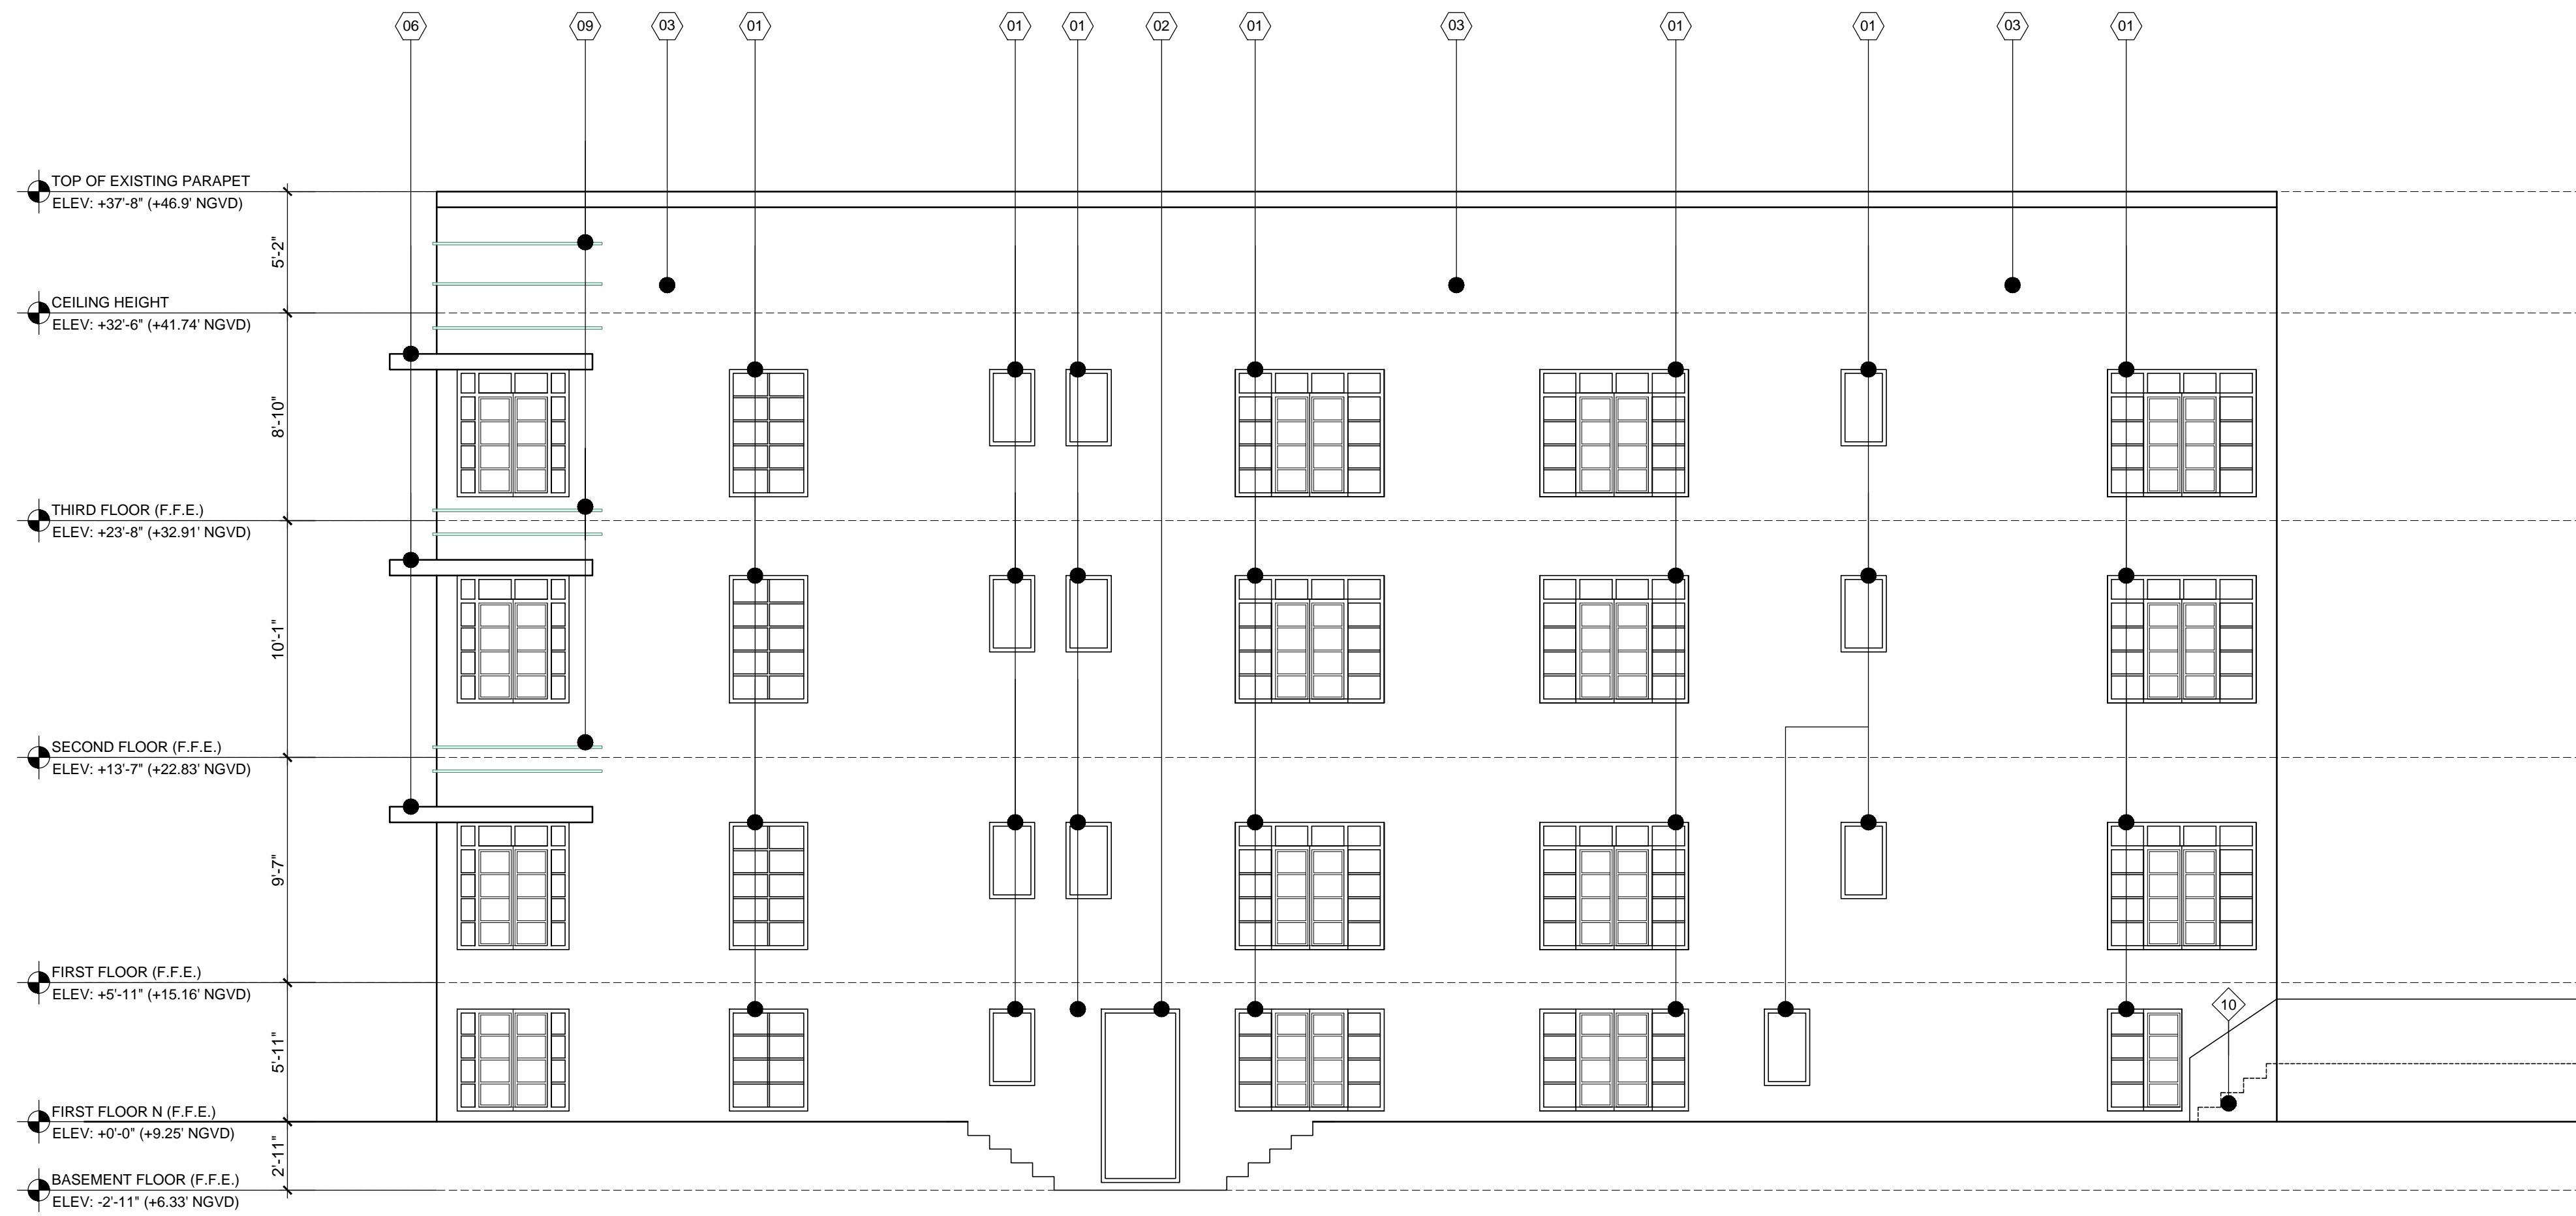 06 09 03 01 01 01 02 01 03 01 01 03 01
TOP OF EXISTING PARAPET
ELEV: +37'-8" (+46.9' NGVD)
5'-2"
CEILING HEIGHT
ELEV: +32'-6" (+41.74' NGVD)
8'-10"
THIRD FLOOR (F.F.E.)
ELEV: +23'-8" (+32.91' NGVD)
10'-1"
SECOND FLOOR (F.F.E.)
ELEV: +13'-7" (+22.83' NGVD)
9'-7"
FIRST FLOOR (F.F.E.)
ELEV: +5'-11" (+15.16' NGVD)
10
5'-11"
FIRST FLOOR N (F.F.E.)
ELEV: +0'-0" (+9.25' NGVD)
2'-11"
BASEMENT FLOOR (F.F.E.)
ELEV: -2'-11" (+6.33' NGVD)